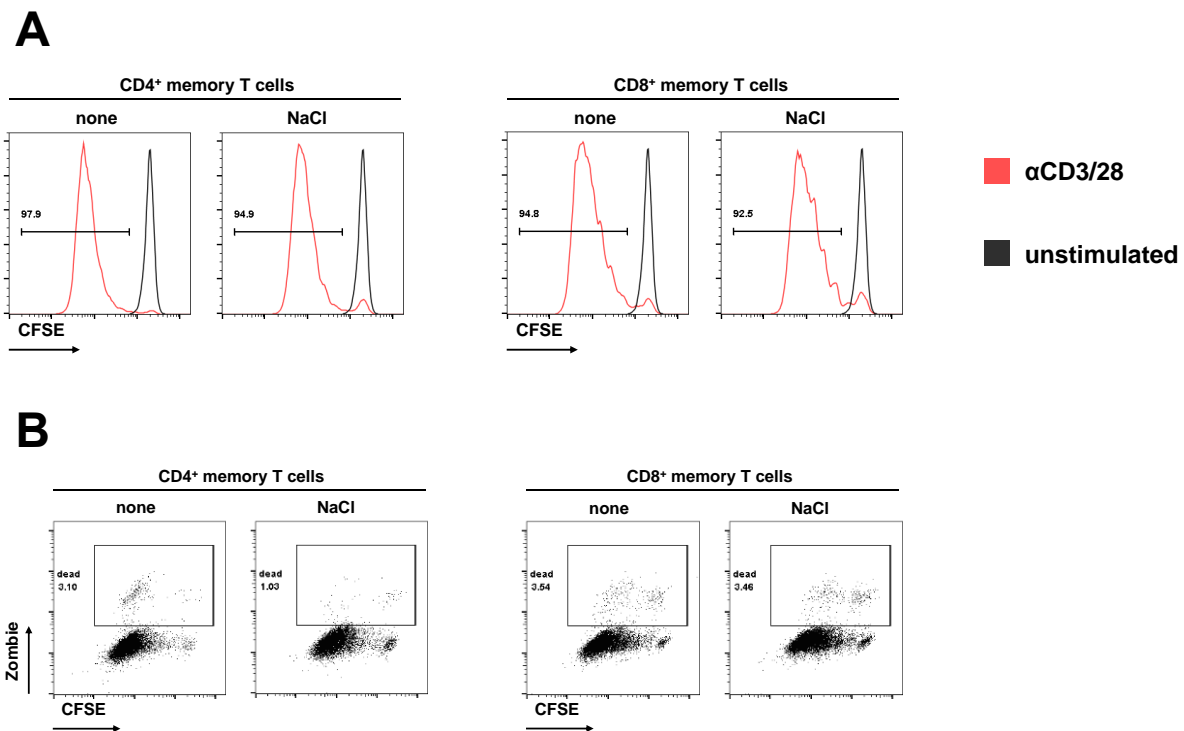 A
CD4⁺ memory T cells
CD8⁺ memory T cells
none
NaCl
none
NaCl
97.9
94.9
94.8
92.5
CFSE
CFSE
αCD3/28
unstimulated
B
CD4⁺ memory T cells
CD8⁺ memory T cells
none
NaCl
none
NaCl
dead
3.10
dead
1.03
dead
3.54
dead
3.46
Zombie
CFSE
CFSE